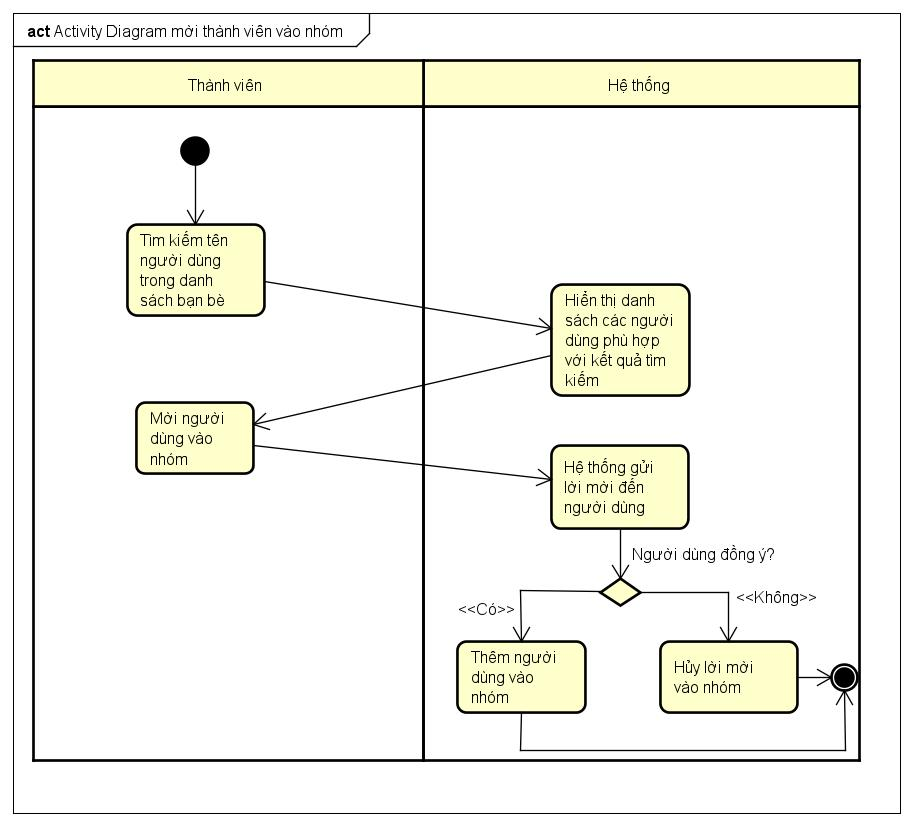 act Activity Diagram mời thành viên vào nhóm
Thành viên
Hệ thống
Tìm kiếm tên
người dùng
trong danh
sách bạn bè
Hiển thị danh
sách các người
dùng phù hợp
với kết quả tìm
kiếm
Mời người
dùng vào
nhóm
Hệ thống gửi
lời mời đến
người dùng
Người dùng đồng ý?
<<Có>>
<<Không>>
Thêm người
dùng vào
nhóm
Hủy lời mời
vào nhóm